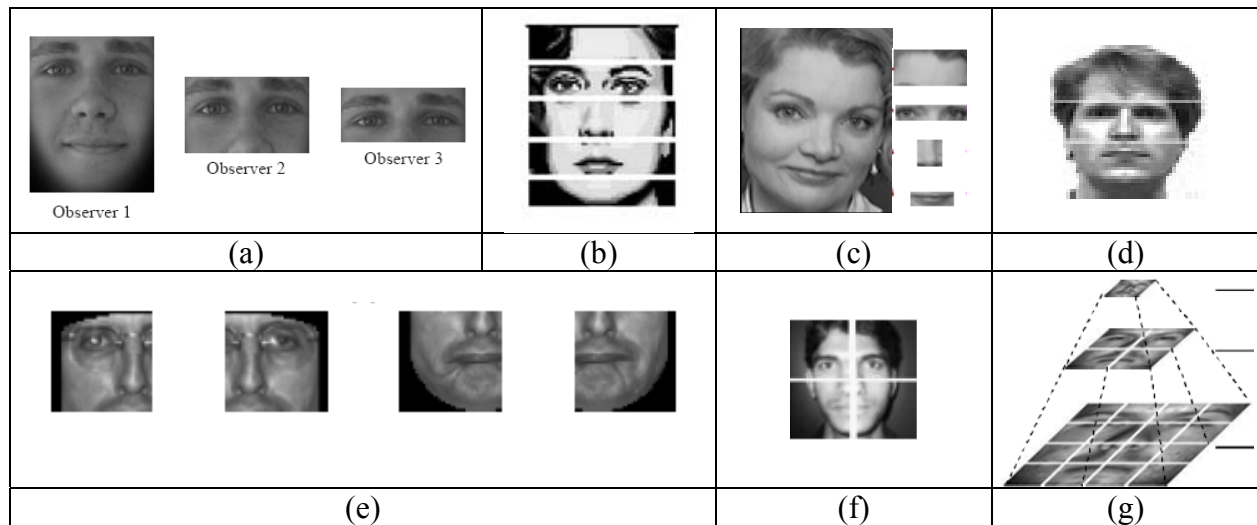 Observer 1
Observer 2
Observer 3
(a)
(b)
(c)
(d)
(e)
(f)
(g)